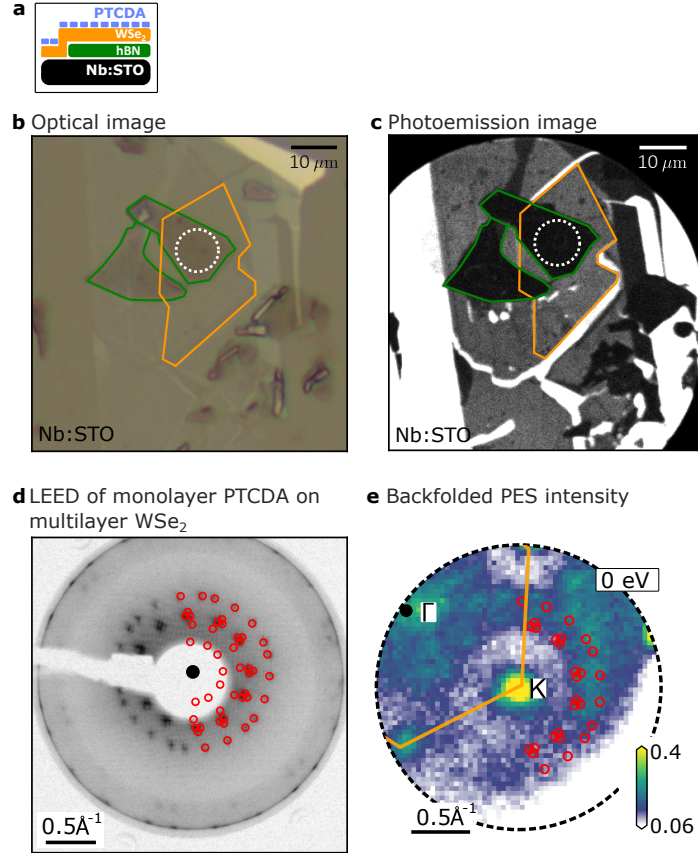 a
PTCDA
WSe₂
hBN
Nb:STO
b Optical image
10 μm
Nb:STO
c Photoemission image
10 μm
Nb:STO
d LEED of monolayer PTCDA on
multilayer WSe₂
0.5Å⁻¹
e Backfolded PES intensity
0 eV
Γ
K
0.4
0.06
0.5Å⁻¹